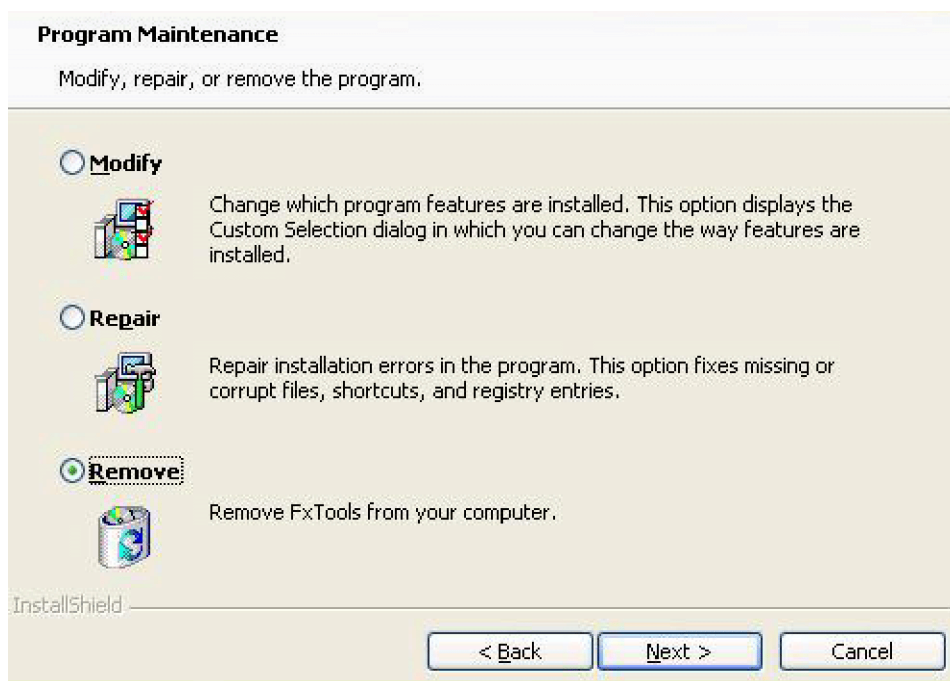 Program Maintenance
Modify, repair, or remove the program.
Modify
Change which program features are installed. This option displays the
Custom Selection dialog in which you can change the way features are
installed.
Repair
Repair installation errors in the program. This option fixes missing or
corrupt files, shortcuts, and registry entries.
Remove
Remove FxTools from your computer.
InstallShield
< Back Next > Cancel